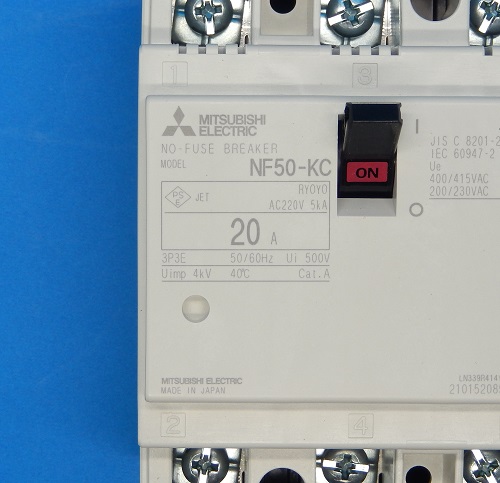 1 3
MITSUBISHI
ELECTRIC
NO-FUSE BREAKER
MODEL NF50-KC
ON
JIS C 8201-2
IEC 60947-2
Ue
400/415VAC
200/230VAC
PS
E JET RYOYO
AC220V 5kA
20 A
3P3E 50/60Hz Ui 500V
Uimp 4kV 40℃ Cat.A
MITSUBISHI ELECTRIC
MADE IN JAPAN
2 4